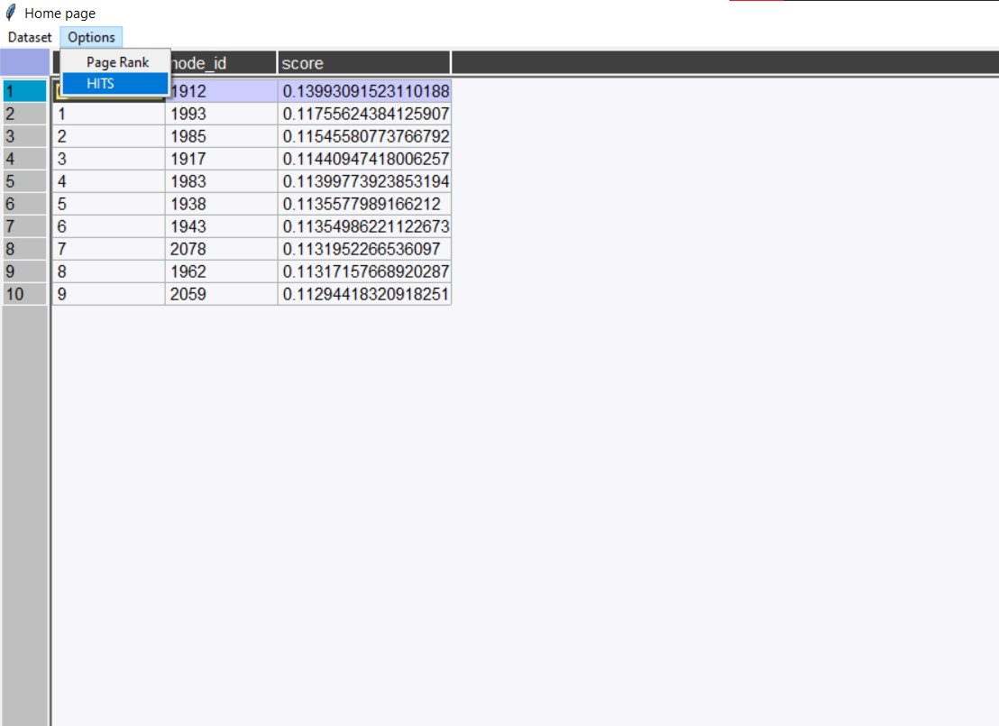 Home page
Dataset Options
Page Rank
HITS
node_id score
1 1912 0.13993091523110188
2 1 1993 0.11755624384125907
3 2 1985 0.11545580773766792
4 3 1917 0.11440947418006257
5 4 1983 0.11399773923853194
6 5 1938 0.1135577989166212
7 6 1943 0.11354986221122673
8 7 2078 0.1131952266536097
9 8 1962 0.11317157668920287
10 9 2059 0.11294418320918251